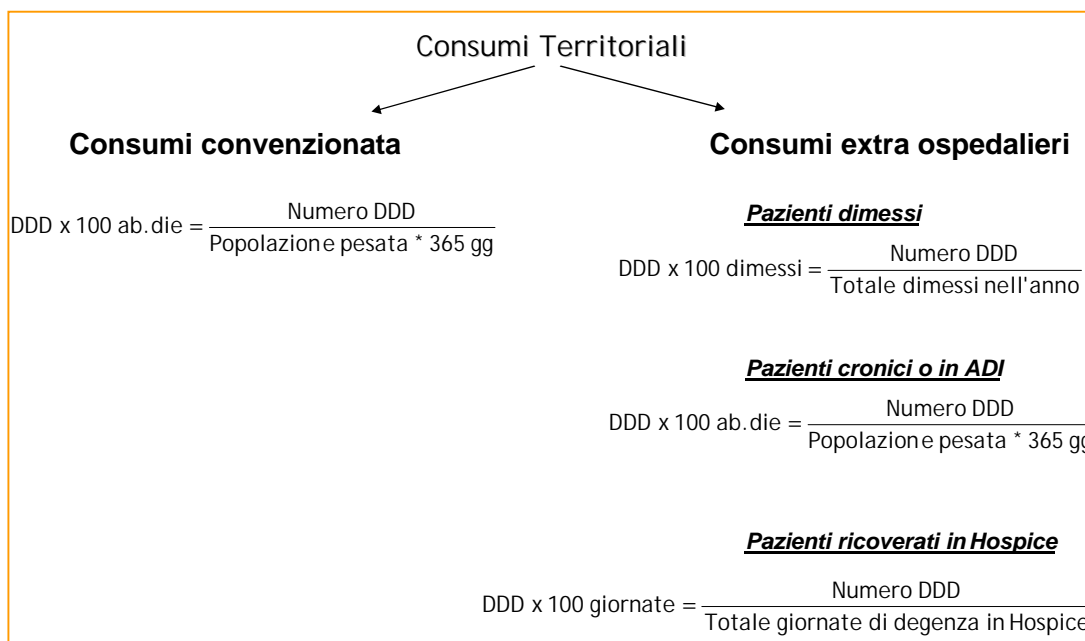 Consumi Territoriali
Consumi convenzionata
DDD x 100 ab.die = Numero DDD / Popolazione pesata * 365 gg
Consumi extra ospedalieri
Pazienti dimessi
DDD x 100 dimessi = Numero DDD / Totale dimessi nell'anno
Pazienti cronici o in ADI
DDD x 100 ab.die = Numero DDD / Popolazione pesata * 365 gg
Pazienti ricoverati in Hospice
DDD x 100 giornate = Numero DDD / Totale giornate di degenza in Hospice